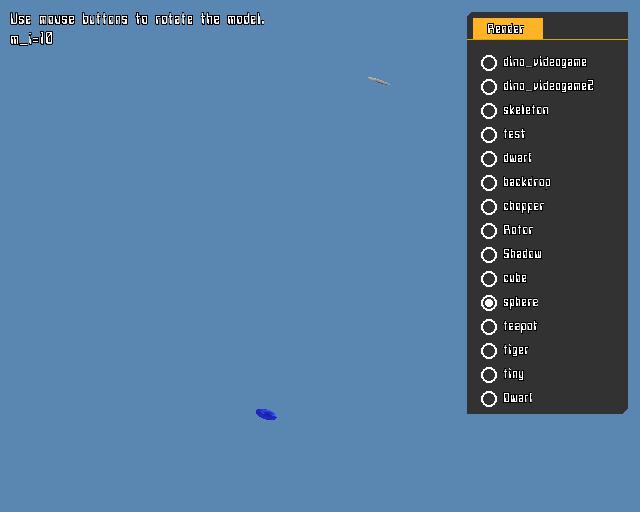 Use mouse buttons to rotate the model.
m_i=10
Render
dino_videogame
dino_videogame2
skeleton
test
dwarf
backdrop
chopper
Rotor
Shadow
cube
sphere
teapot
tiger
tiny
Dwarf